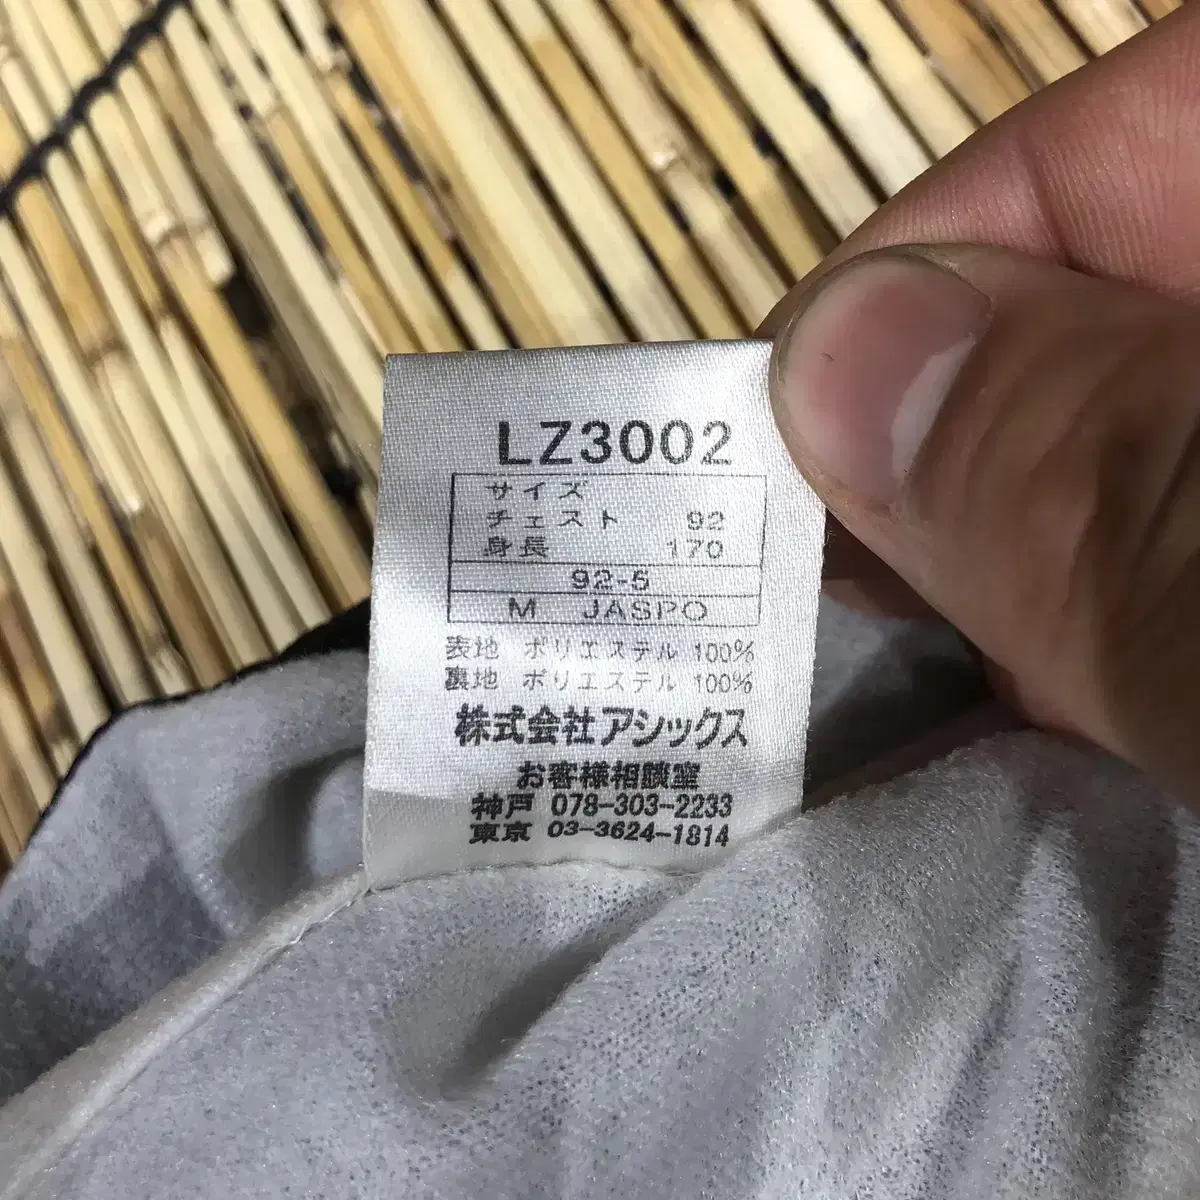 LZ3002
サイズ
チェスト 92
身長 170
92-5
M JASPO
表地 ポリエステル 100%
裏地 ポリエステル 100%
株式会社アシックス
お客様相談室
神戸 078-303-2233
東京 03-3624-1814